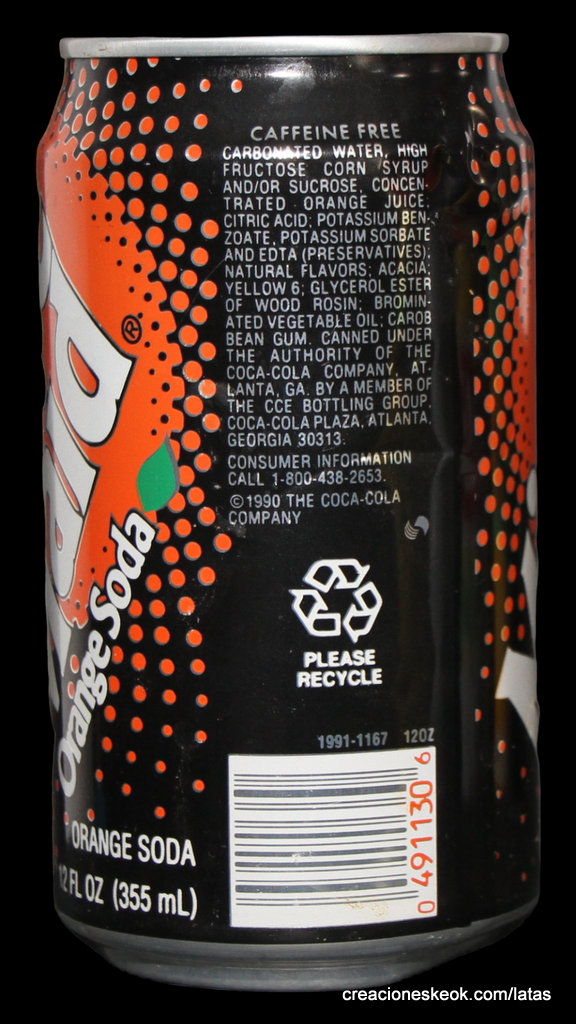 CAFFEINE FREE
CARBONATED WATER, HIGH
FRUCTOSE CORN SYRUP
AND/OR SUCROSE, CONCEN-
TRATED ORANGE JUICE,
CITRIC ACID; POTASSIUM BEN-
ZOATE, POTASSIUM SORBATE
AND EDTA (PRESERVATIVES);
NATURAL FLAVORS; ACACIA;
YELLOW 6; GLYCEROL ESTER
OF WOOD ROSIN; BROMIN-
ATED VEGETABLE OIL; CAROB
BEAN GUM. CANNED UNDER
THE AUTHORITY OF THE
COCA-COLA COMPANY, AT-
LANTA, GA. BY A MEMBER OF
THE CCE BOTTLING GROUP,
COCA-COLA PLAZA, ATLANTA,
GEORGIA 30313.
CONSUMER INFORMATION
CALL 1-800-438-2653.
©1990 THE COCA-COLA
COMPANY
®
Orange Soda
PLEASE
RECYCLE
1991-1167 12OZ
0 491130 6
ORANGE SODA
12 FL OZ (355 mL)
creacioneskeok.com/latas